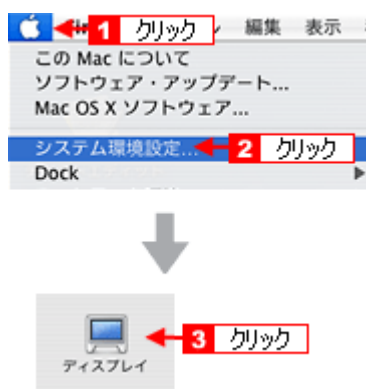 1 クリック 編集 表示
この Mac について
ソフトウェア・アップデート...
Mac OS X ソフトウェア...
システム環境設定... 2 クリック
Dock
3 クリック
ディスプレイ